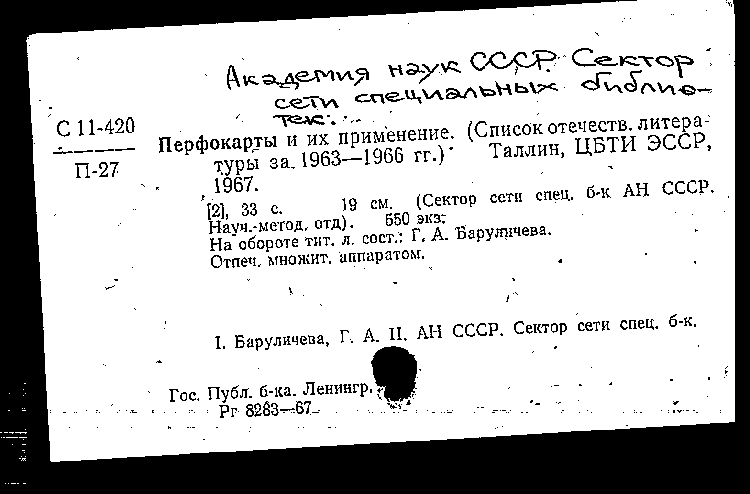 Академия наук СССР. Сектор
сети специальных библио-
тек.
С 11-420
П-27
Перфокарты и их применение. (Список отечеств. литера-
туры за 1963—1966 гг.) Таллин, ЦБТИ ЭССР,
1967.
[2], 33 с. 19 см. (Сектор сети спец. б-к АН СССР.
Науч.-метод. отд). 550 экз.
На обороте тит. л. сост.: Г. А. Баруличева.
Отпеч. множит. аппаратом.
I. Баруличева, Г. А. II. АН СССР. Сектор сети спец. б-к.
Гос. Публ. б-ка. Ленингр.
Рг 8283—67